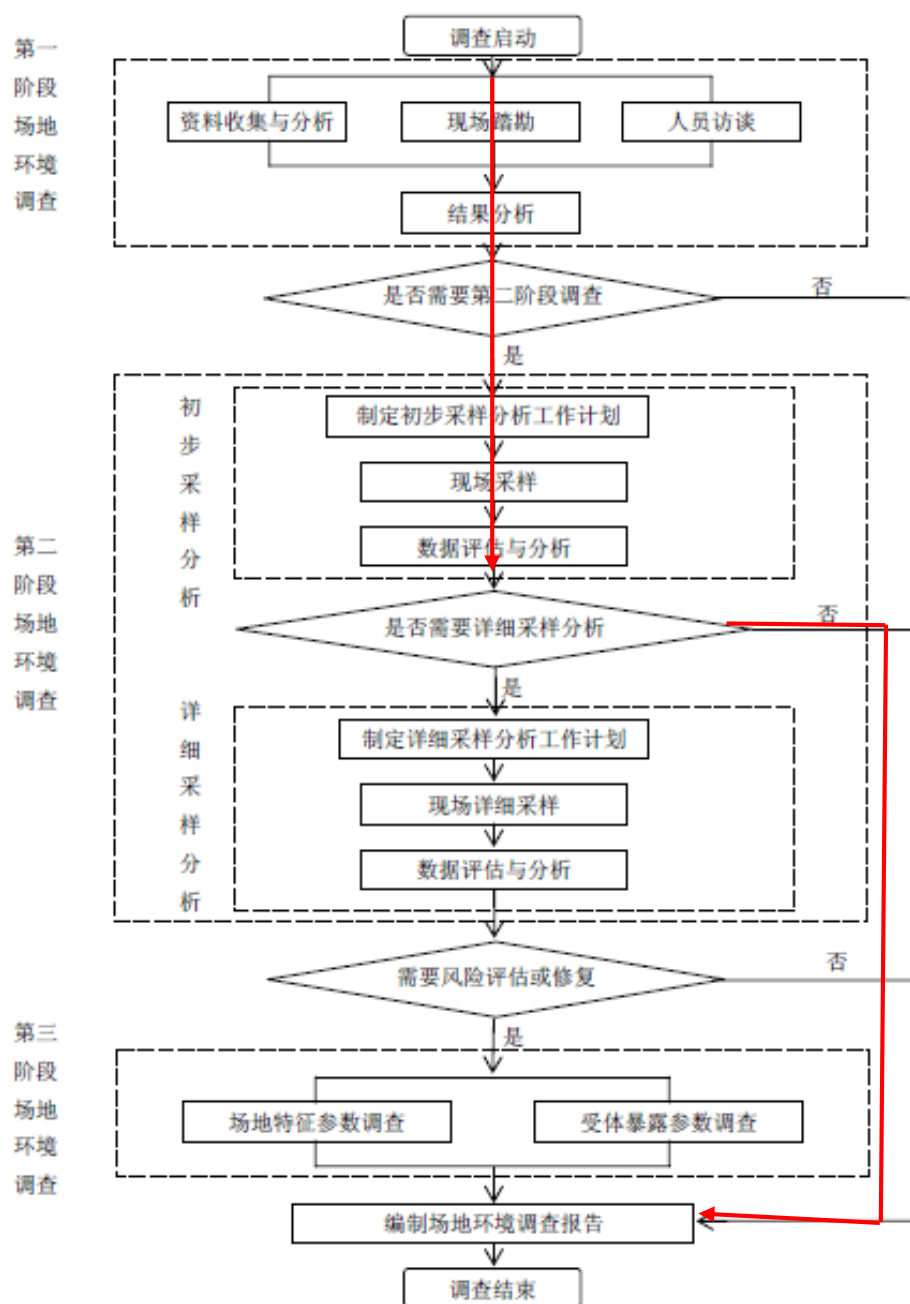 调查启动
第一
阶段
场地
环境
调查
资料收集与分析
现场踏勘
人员访谈
结果分析
是否需要第二阶段调查
否
是
第二
阶段
场地
环境
调查
初
步
采
样
分
析
制定初步采样分析工作计划
现场采样
数据评估与分析
是否需要详细采样分析
否
是
详
细
采
样
分
析
制定详细采样分析工作计划
现场详细采样
数据评估与分析
需要风险评估或修复
否
是
第三
阶段
场地
环境
调查
场地特征参数调查
受体暴露参数调查
编制场地环境调查报告
调查结束